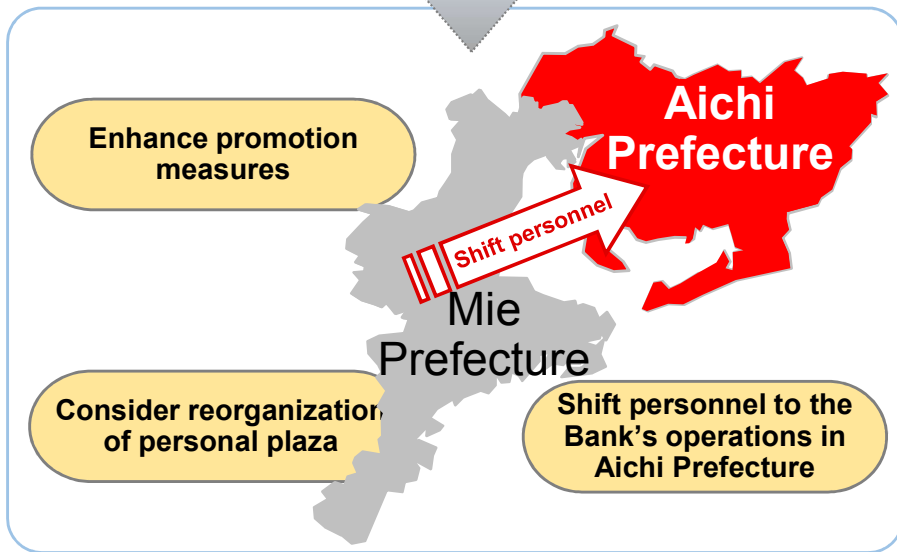 Aichi
Prefecture
Enhance promotion
measures
Shift personnel
Mie
Prefecture
Consider reorganization
of personal plaza
Shift personnel to the
Bank’s operations in
Aichi Prefecture